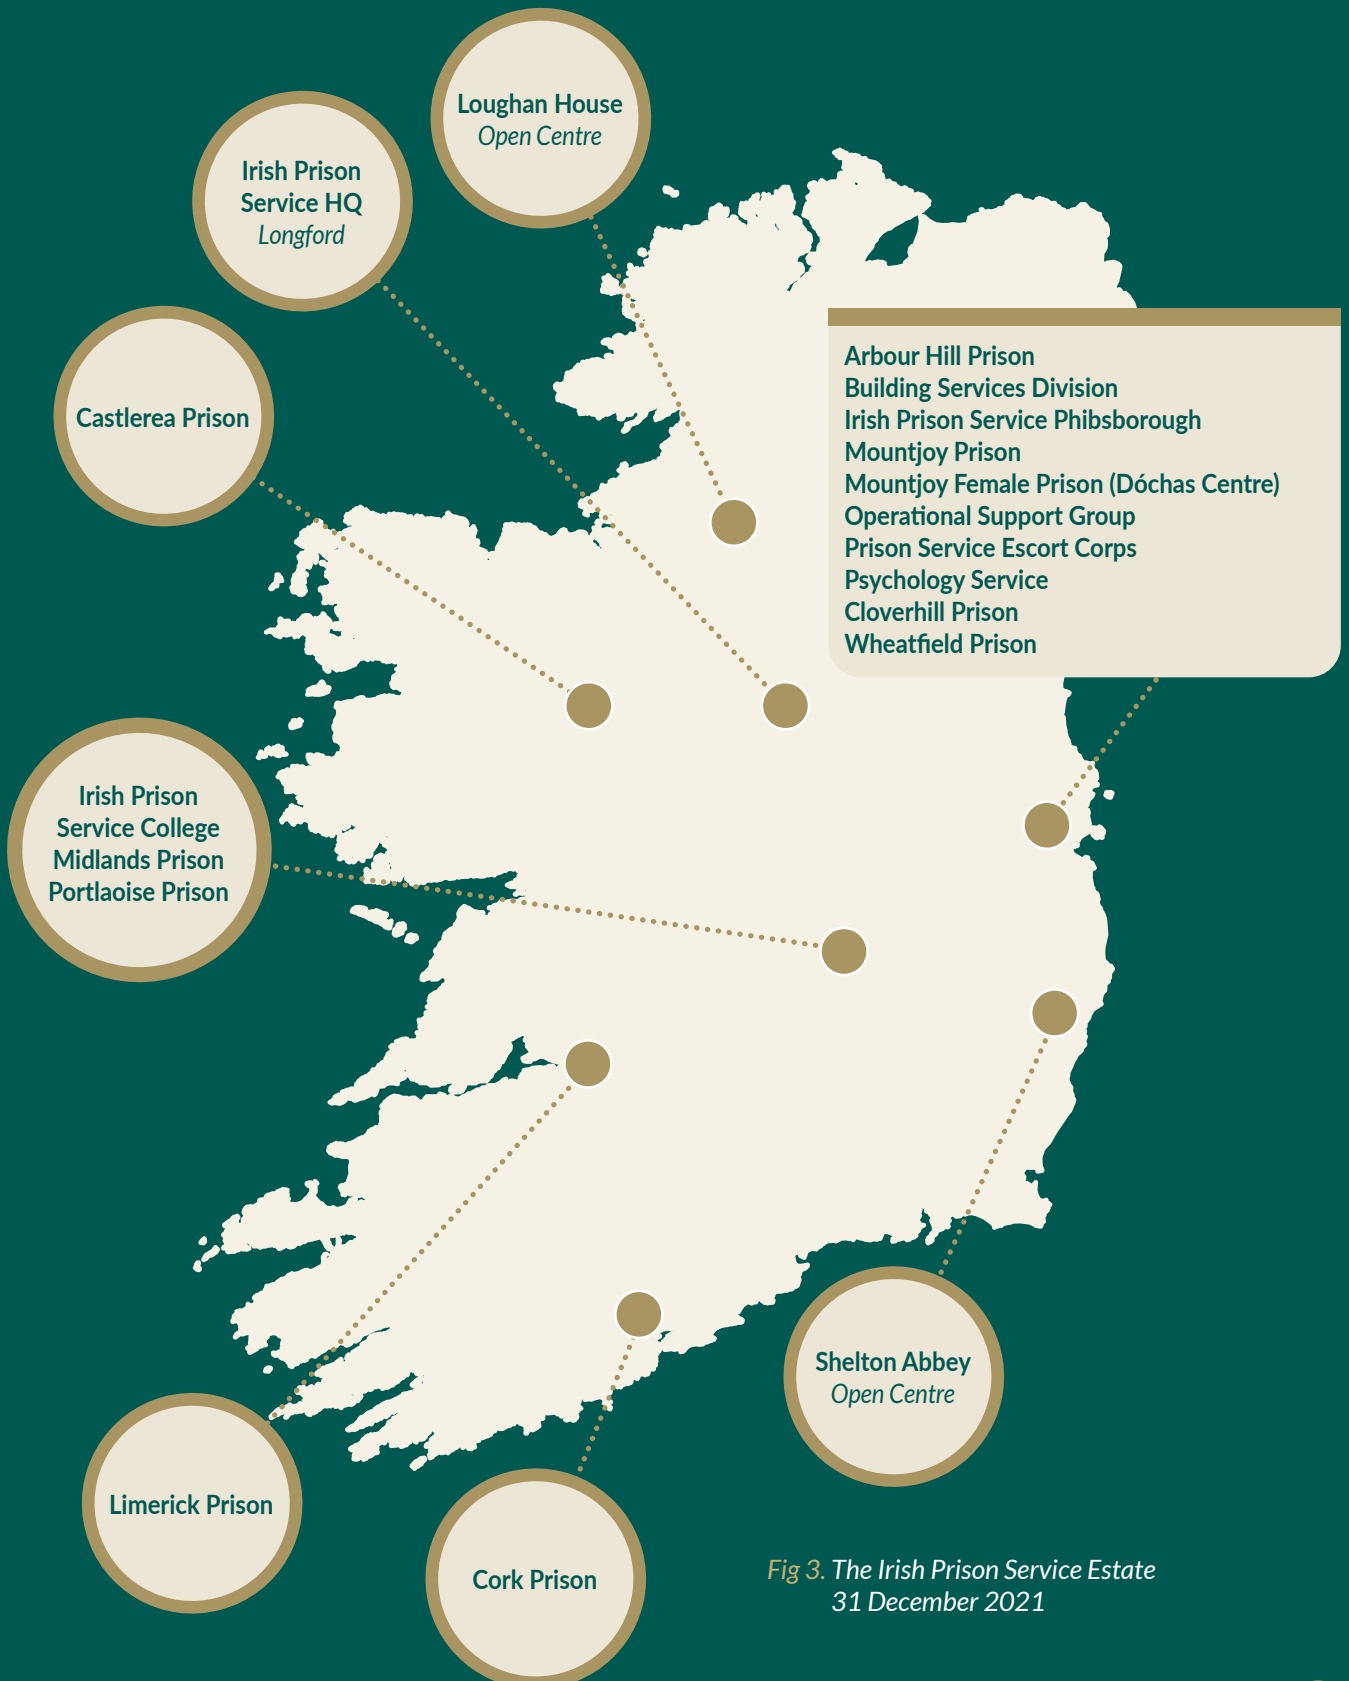 Loughan House
Open Centre
Irish Prison
Service HQ
Longford
Castlerea Prison
Arbour Hill Prison
Building Services Division
Irish Prison Service Phibsborough
Mountjoy Prison
Mountjoy Female Prison (Dóchas Centre)
Operational Support Group
Prison Service Escort Corps
Psychology Service
Cloverhill Prison
Wheatfield Prison
Irish Prison
Service College
Midlands Prison
Portlaoise Prison
Shelton Abbey
Open Centre
Limerick Prison
Cork Prison
Fig 3. The Irish Prison Service Estate
31 December 2021